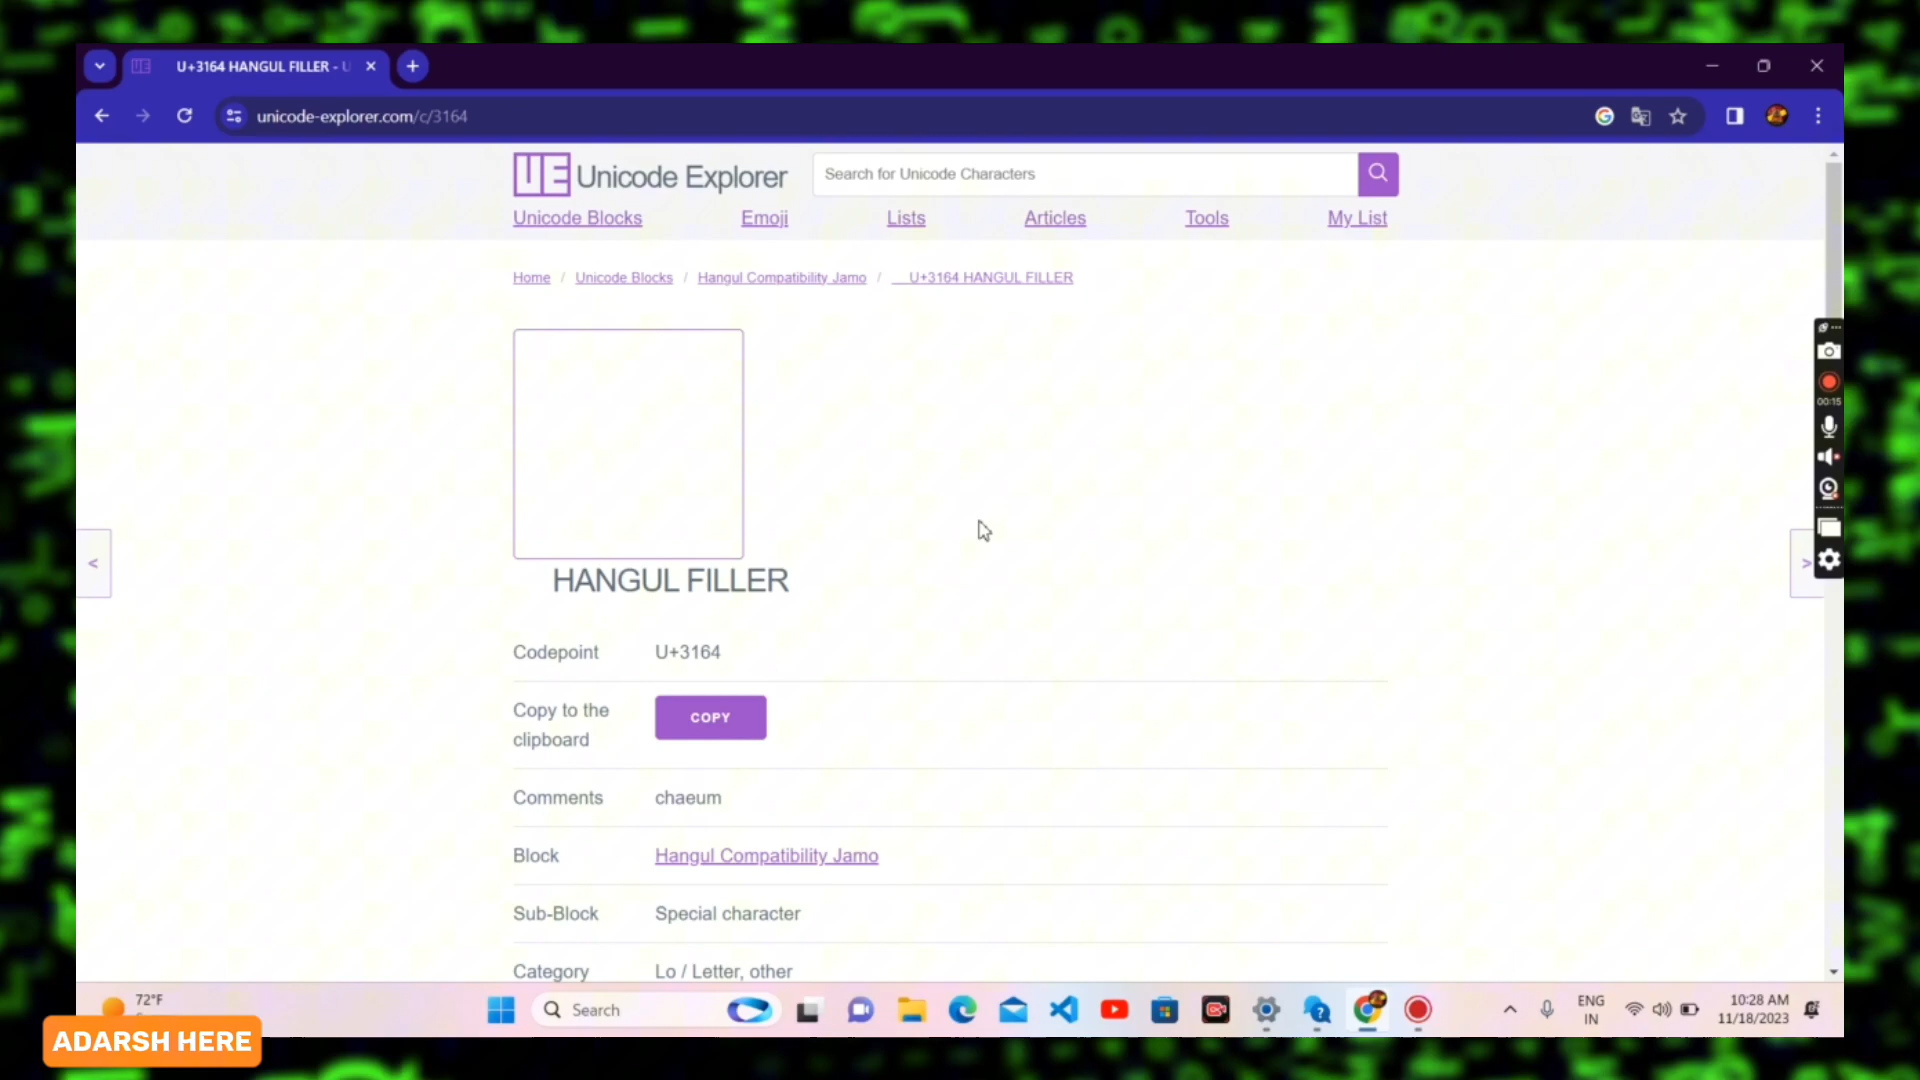 U+3164 HANGUL FILLER - U
unicode-explorer.com/c/3164
UE Unicode Explorer
Search for Unicode Characters
Unicode Blocks Emoji Lists Articles Tools My List
Home / Unicode Blocks / Hangul Compatibility Jamo / U+3164 HANGUL FILLER
00:15
<
>
HANGUL FILLER
Codepoint U+3164
Copy to the
clipboard
COPY
Comments chaeum
Block Hangul Compatibility Jamo
Sub-Block Special character
Category Lo / Letter, other
72°F
Search
ENG
IN
10:28 AM
11/18/2023
ADARSH HERE